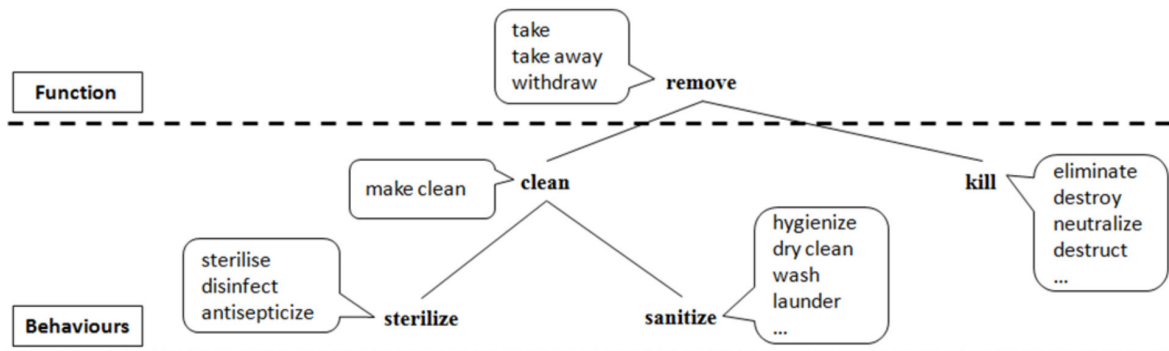 take
take away
withdraw
remove
Function
make clean
clean
kill
eliminate
destroy
neutralize
destruct
...
sterilise
disinfect
antisepticize
sterilize
hygienize
dry clean
wash
launder
...
sanitize
Behaviours